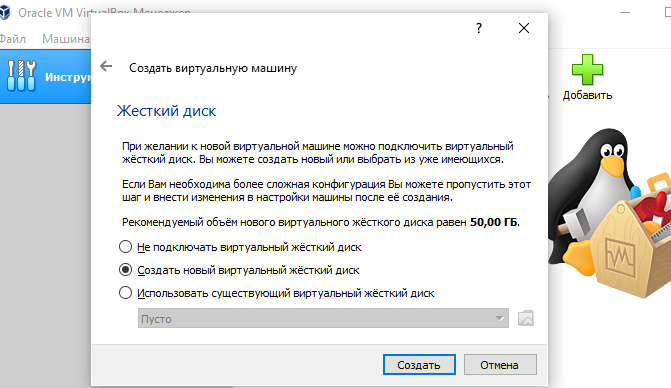 Oracle VM VirtualBox Менеджер
Файл Машина
? ×
Создать виртуальную машину
Инструм
Добавить
Жесткий диск
При желании к новой виртуальной машине можно подключить виртуальный
жёсткий диск. Вы можете создать новый или выбрать из уже имеющихся.
Если Вам необходима более сложная конфигурация Вы можете пропустить этот
шаг и внести изменения в настройки машины после её создания.
Рекомендуемый объём нового виртуального жёсткого диска равен 50,00 ГБ.
Не подключать виртуальный жёсткий диск
Создать новый виртуальный жёсткий диск
Использовать существующий виртуальный жёсткий диск
Пусто
Создать Отмена